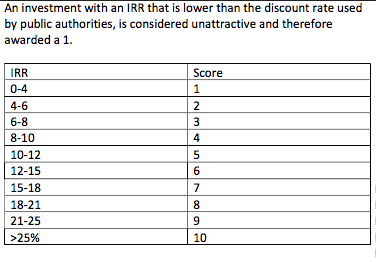 An investment with an IRR that is lower than the discount rate used
by public authorities, is considered unattractive and therefore
awarded a 1.
IRR Score
0-4 1
4-6 2
6-8 3
8-10 4
10-12 5
12-15 6
15-18 7
18-21 8
21-25 9
>25% 10